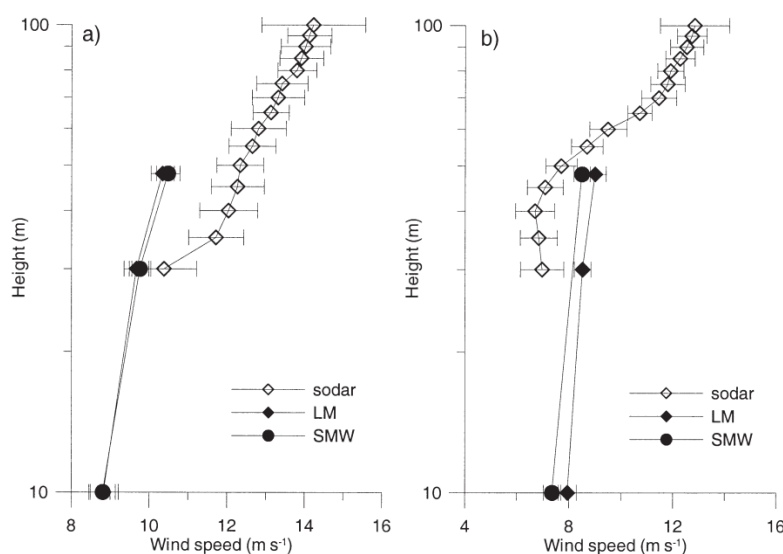 a)
100
Height (m)
10
sodar
LM
SMW
8 10 12 14 16
Wind speed (m s⁻¹)
b)
100
Height (m)
10
sodar
LM
SMW
4 8 12 16
Wind speed (m s⁻¹)